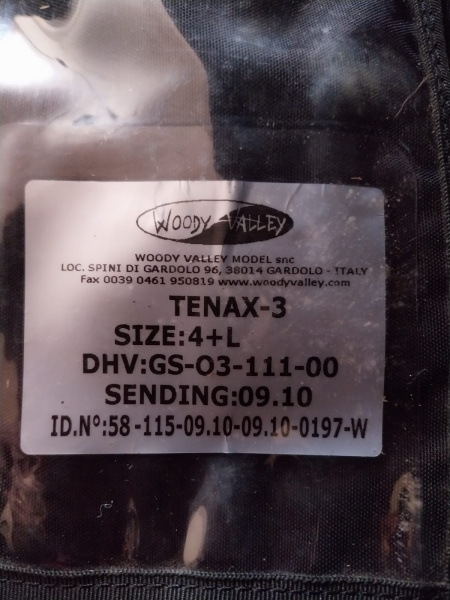 WOODY VALLEY
WOODY VALLEY MODEL snc
LOC. SPINI DI GARDOLO 96, 38014 GARDOLO - ITALY
Fax 0039 0461 950819 www.woodyvalley.com
TENAX-3
SIZE:4+L
DHV:GS-O3-111-00
SENDING:09.10
ID.Nº:58-115-09.10-09.10-0197-W